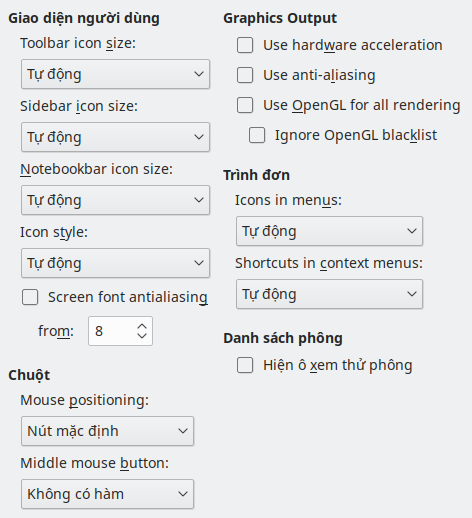 Giao diện người dùng
Toolbar icon size:
Tự động
Sidebar icon size:
Tự động
Notebookbar icon size:
Tự động
Icon style:
Tự động
Screen font antialiasing
from: 8
Chuột
Mouse positioning:
Nút mặc định
Middle mouse button:
Không có hàm
Graphics Output
Use hardware acceleration
Use anti-aliasing
Use OpenGL for all rendering
Ignore OpenGL blacklist
Trình đơn
Icons in menus:
Tự động
Shortcuts in context menus:
Tự động
Danh sách phông
Hiện ô xem thử phông